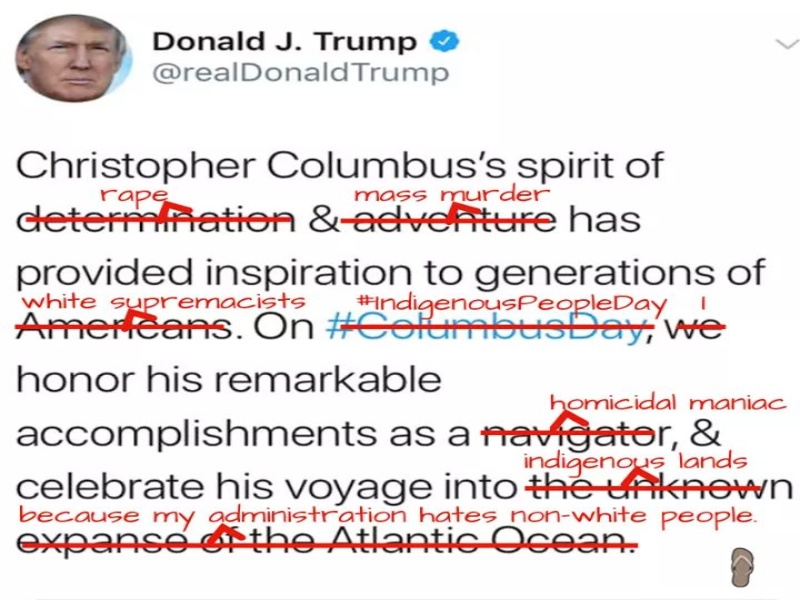 Donald J. Trump
@realDonaldTrump
Christopher Columbus's spirit of
rape mass murder
determination & adventure has
provided inspiration to generations of
white supremacists #IndigenousPeopleDay I
Americans. On #ColumbusDay, we
honor his remarkable
homicidal maniac
accomplishments as a navigator, &
indigenous lands
celebrate his voyage into the unknown
because my administration hates non-white people.
expanse of the Atlantic Ocean.